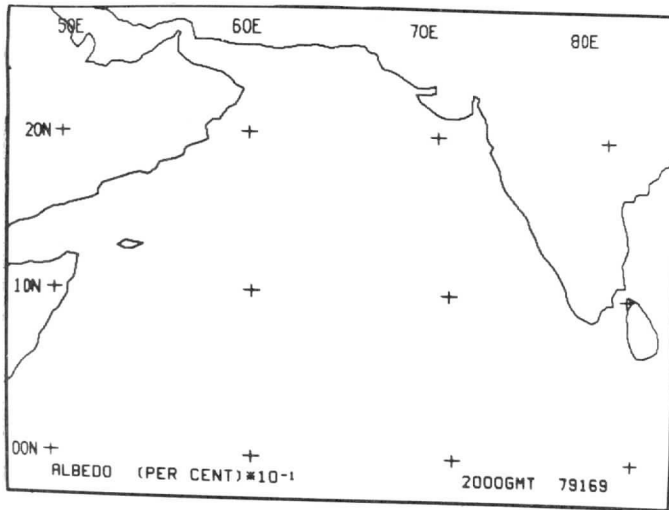 50E 60E 70E 80E
20N
10N
00N
ALBEDO (PER CENT)*10-1 2000GMT 79169